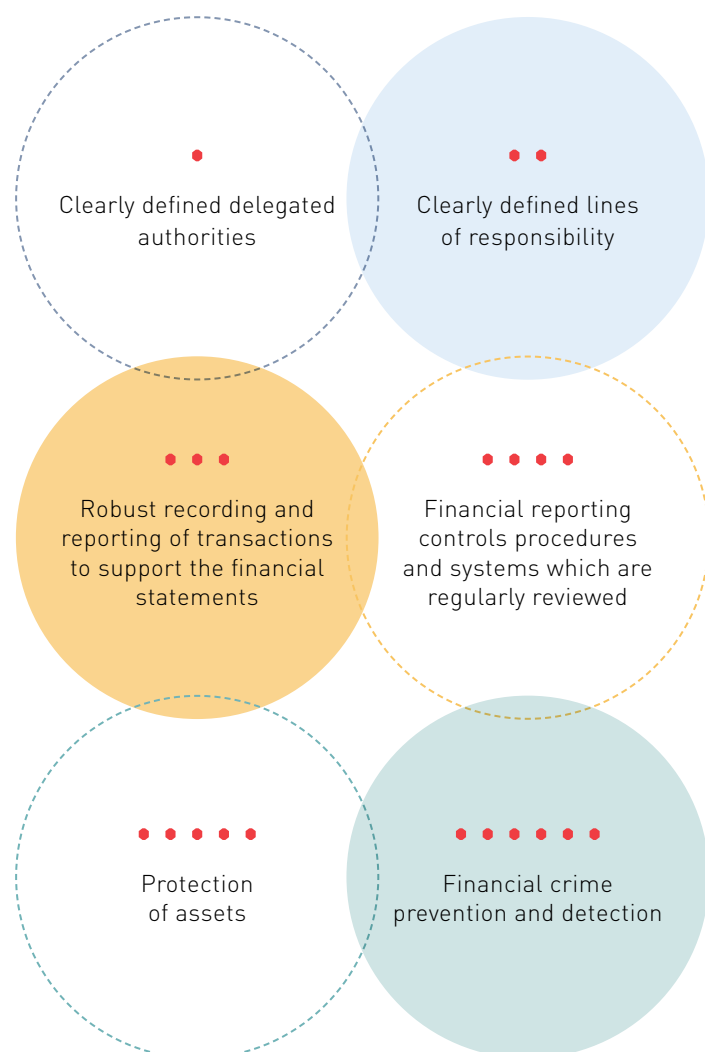 Clearly defined delegated
authorities
Clearly defined lines
of responsibility
Robust recording and
reporting of transactions
to support the financial
statements
Financial reporting
controls procedures
and systems which are
regularly reviewed
Protection
of assets
Financial crime
prevention and detection